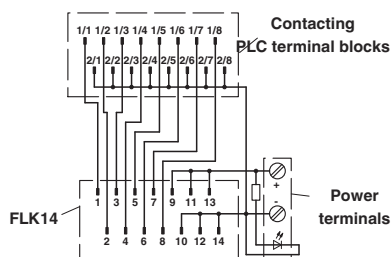 Contacting
PLC terminal blocks
1/1 1/2 1/3 1/4 1/5 1/6 1/7 1/8
2/1 2/2 2/3 2/4 2/5 2/6 2/7 2/8
1 3 5 7 9 11 13
+
-
FLK14
Power
terminals
2 4 6 8 10 12 14